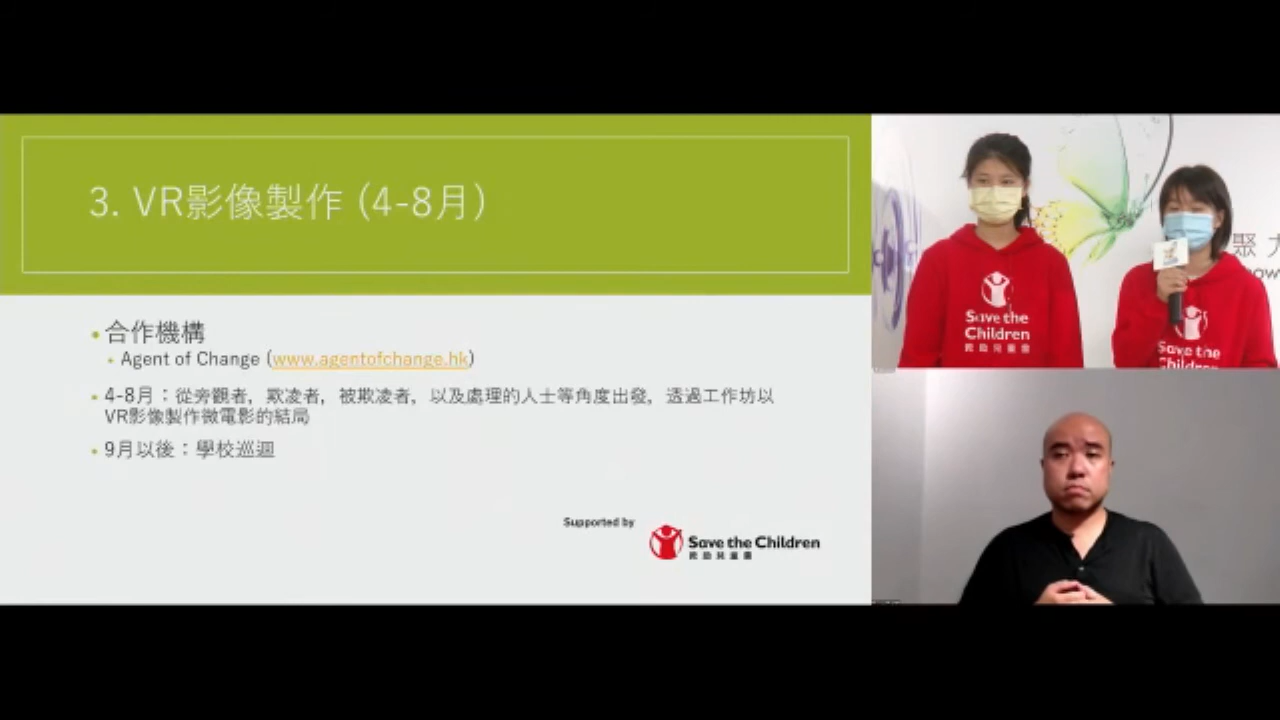 3. VR影像製作 (4-8月)
• 合作機構
• Agent of Change (www.agentofchange.hk)
• 4-8月：從旁觀者，欺凌者，被欺凌者，以及處理的人士等角度出發，透過工作坊以
VR影像製作微電影的結局
• 9月以後：學校巡迴
Supported by
Save the Children
救助兒童會
Save the
Children
救助兒童會
Save the
Children
聚